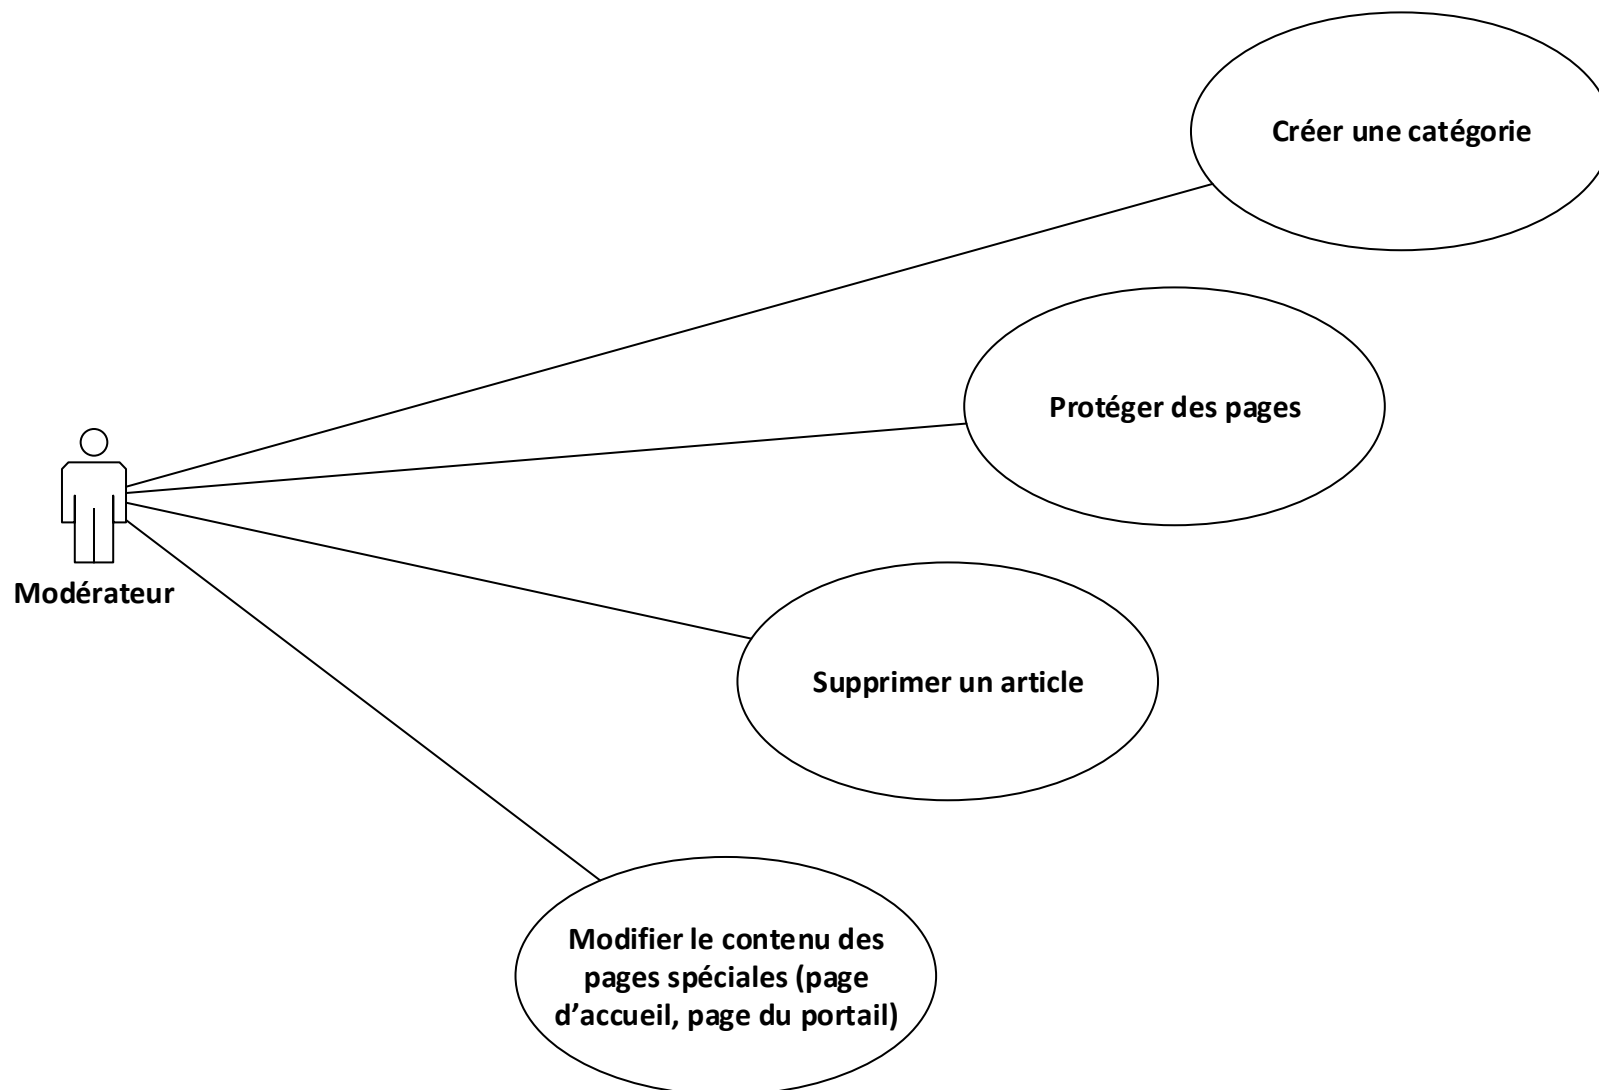 Créer une catégorie
Protéger des pages
Modérateur
Supprimer un article
Modifier le contenu des
pages spéciales (page
d’accueil, page du portail)